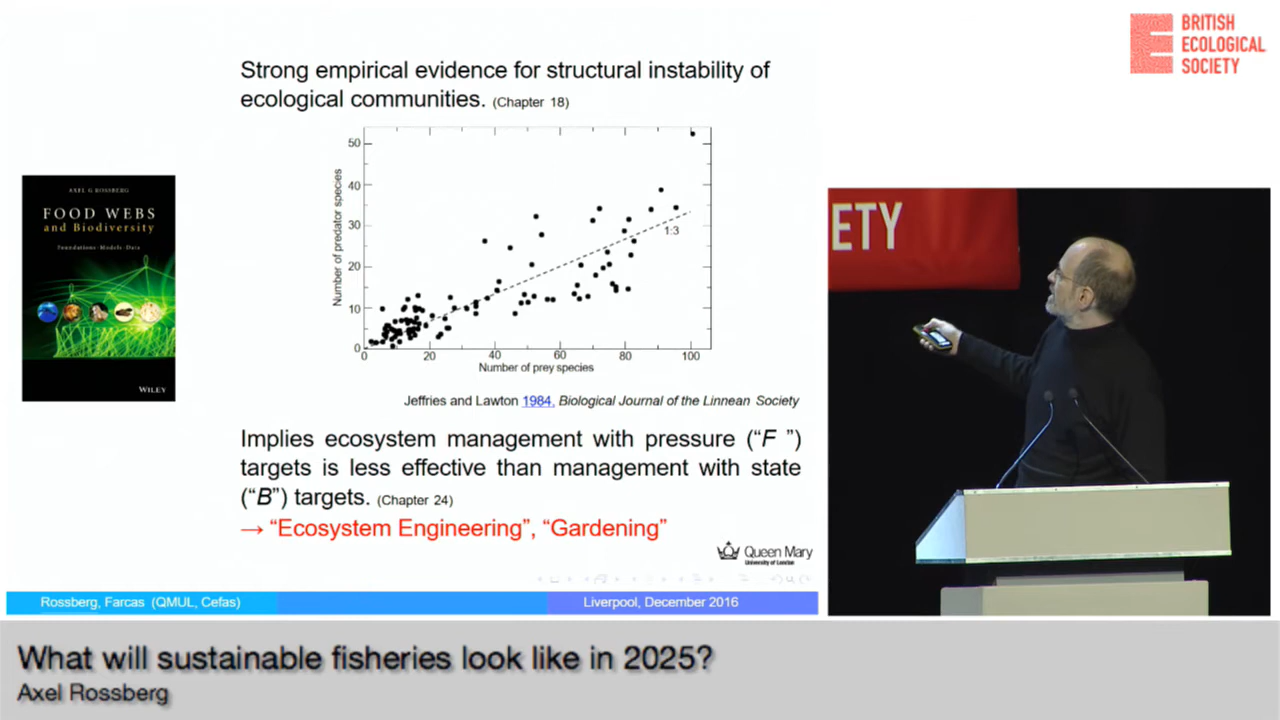 BRITISH
ECOLOGICAL
SOCIETY
Strong empirical evidence for structural instability of
ecological communities. (Chapter 18)
AXEL G ROSSBERG
FOOD WEBS
and Biodiversity
Foundations · Models · Data
WILEY
Number of predator species
50
40
30
20
10
0
1:3
0 20 40 60 80 100
Number of prey species
Jeffries and Lawton 1984, Biological Journal of the Linnean Society
Implies ecosystem management with pressure (“F ”)
targets is less effective than management with state
(“B”) targets. (Chapter 24)
→ “Ecosystem Engineering”, “Gardening”
Queen Mary
University of London
Rossberg, Farcas (QMUL, Cefas)
Liverpool, December 2016
ETY
What will sustainable fisheries look like in 2025?
Axel Rossberg